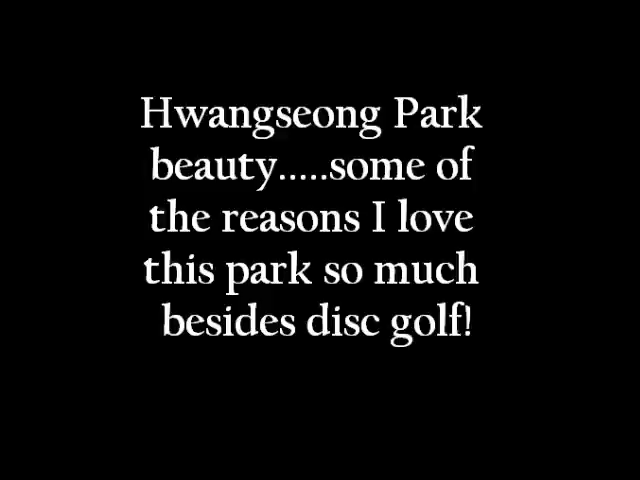 Hwangseong Park
beauty.....some of
the reasons I love
this park so much
besides disc golf!